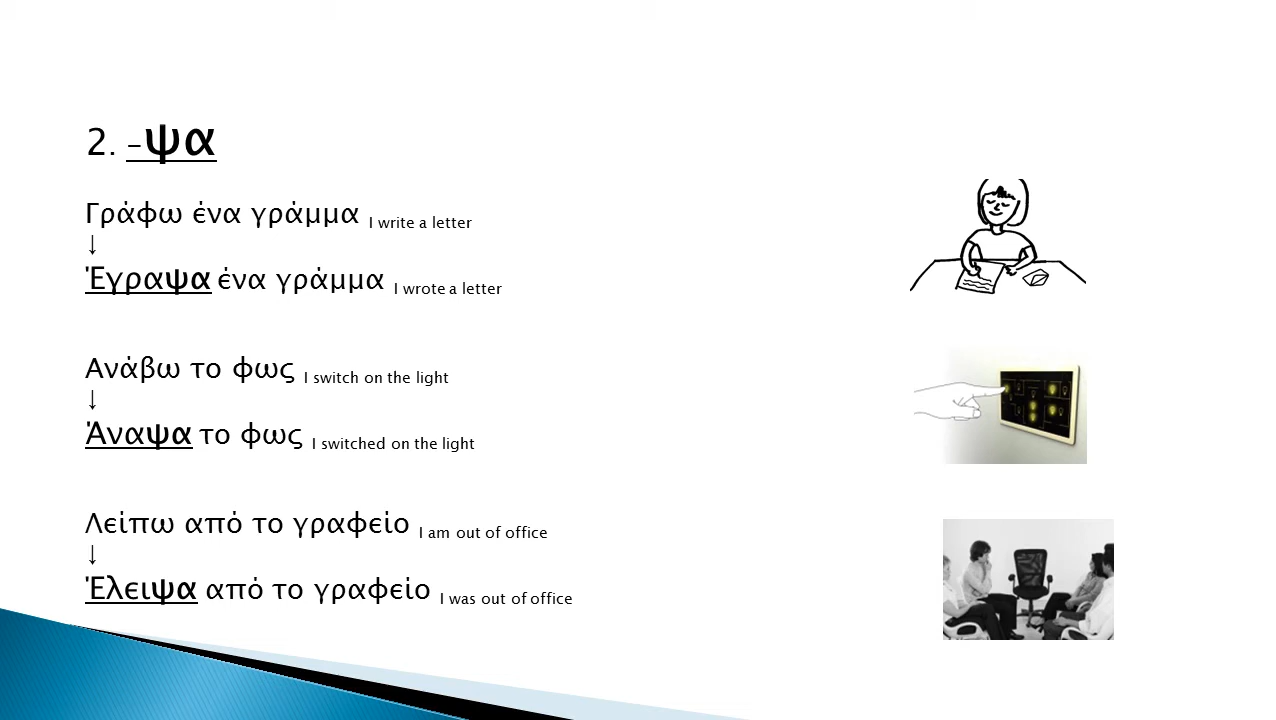 2. -ψα
Γράφω ένα γράμμα I write a letter
↓
Έγραψα ένα γράμμα I wrote a letter
Ανάβω το φως I switch on the light
↓
Άναψα το φως I switched on the light
Λείπω από το γραφείο I am out of office
↓
Έλειψα από το γραφείο I was out of office